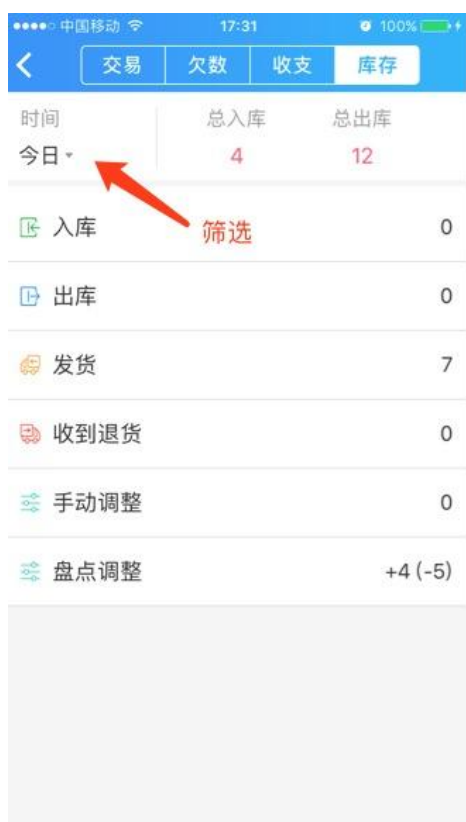 中国移动 17:31 100%
交易 欠数 收支 库存
时间 总入库 总出库
今日 4 12
筛选
入库 0
出库 0
发货 7
收到退货 0
手动调整 0
盘点调整 +4 (-5)